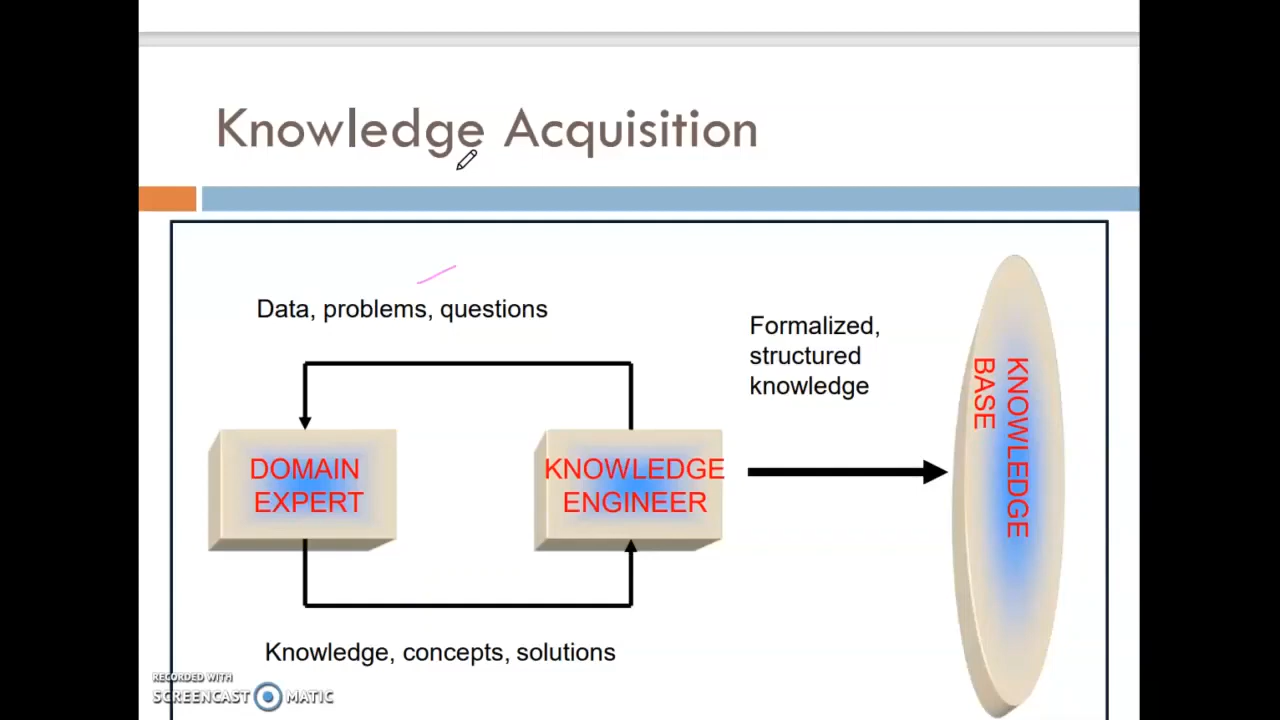 Knowledge Acquisition
Data, problems, questions
Formalized,
structured
knowledge
DOMAIN
EXPERT
KNOWLEDGE
ENGINEER
KNOWLEDGE
BASE
Knowledge, concepts, solutions
RECORDED WITH
SCREENCAST MATIC